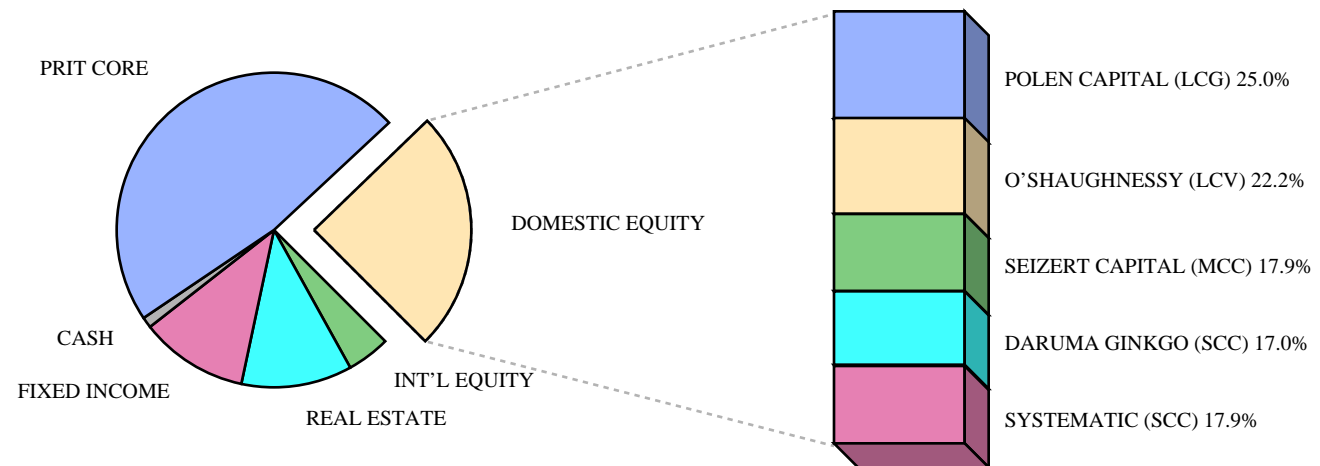 PRIT CORE
DOMESTIC EQUITY
CASH
FIXED INCOME
INT'L EQUITY
REAL ESTATE
POLEN CAPITAL (LCG) 25.0%
O'SHAUGHNESSY (LCV) 22.2%
SEIZERT CAPITAL (MCC) 17.9%
DARUMA GINKGO (SCC) 17.0%
SYSTEMATIC (SCC) 17.9%